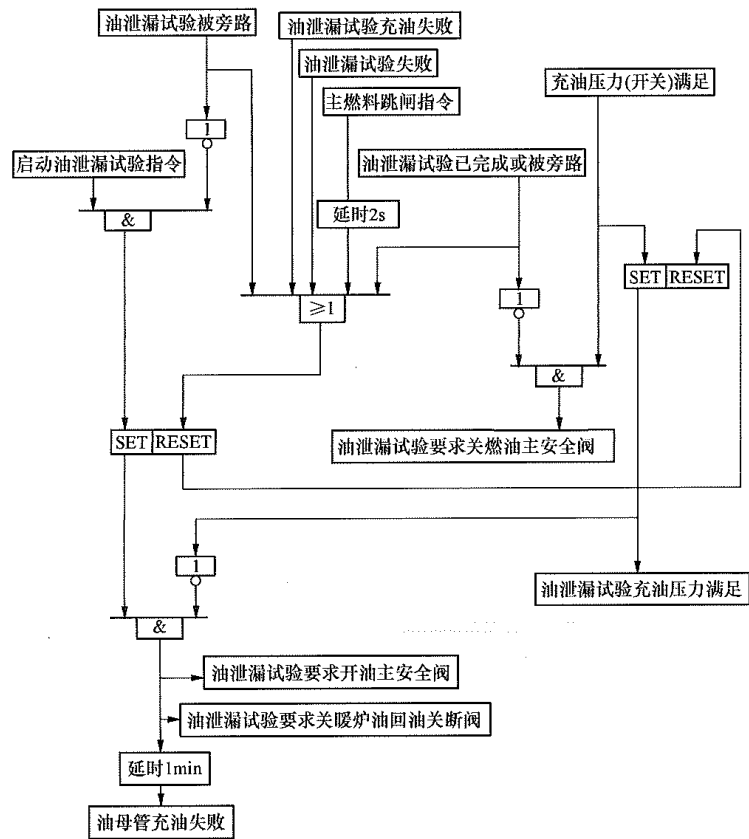 油泄漏试验被旁路
油泄漏试验充油失败
油泄漏试验失败
充油压力(开关)满足
主燃料跳闸指令
1
启动油泄漏试验指令
油泄漏试验已完成或被旁路
延时2s
&
SET RESET
≥1
1
&
SET RESET
油泄漏试验要求关燃油主安全阀
1
油泄漏试验充油压力满足
&
油泄漏试验要求开油主安全阀
油泄漏试验要求关暖炉油回油关断阀
延时1min
油母管充油失败